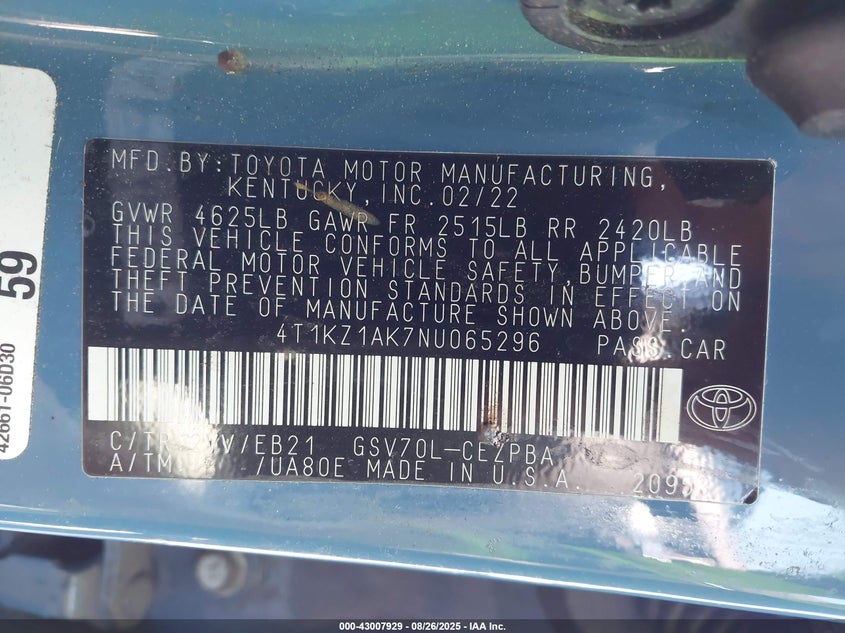 MFD.BY:TOYOTA MOTOR MANUFACTURING,
KENTUCKY,INC.02/22
GVWR 4625LB GAWR FR 2515LB RR 2420LB
THIS VEHICLE CONFORMS TO ALL APPLICABLE
FEDERAL MOTOR VEHICLE SAFETY,BUMPER,AND
THEFT PREVENTION STANDARDS IN EFFECT ON
THE DATE OF MANUFACTURE SHOWN ABOVE.
4T1KZ1AK7NU065296 PASS.CAR
/EB21 GSV70L-CEZPBA
A/TM /UA80E MADE IN U.S.A.
59
42661-06D30
000-43007929 - 08/26/2025 - IAA Inc.